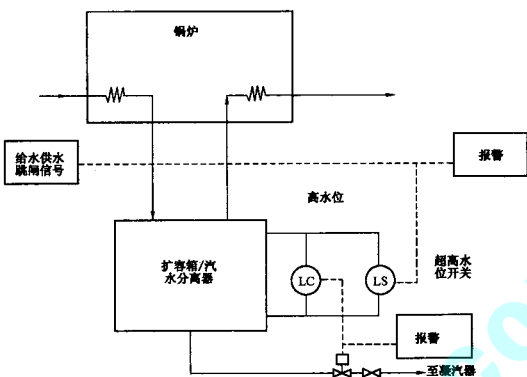 锅炉
给水供水
跳闸信号
报警
高水位
扩容箱/汽
水分离器
LC
LS
超高水
位开关
报警
至凝汽器